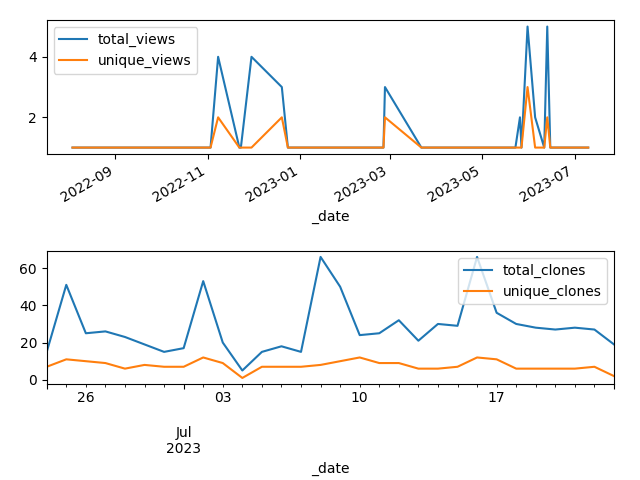 total_views
unique_views
4
2
2022-09
2022-11
2023-01
2023-03
2023-05
2023-07
_date
total_clones
unique_clones
60
40
20
0
26
03
10
17
Jul
2023
_date